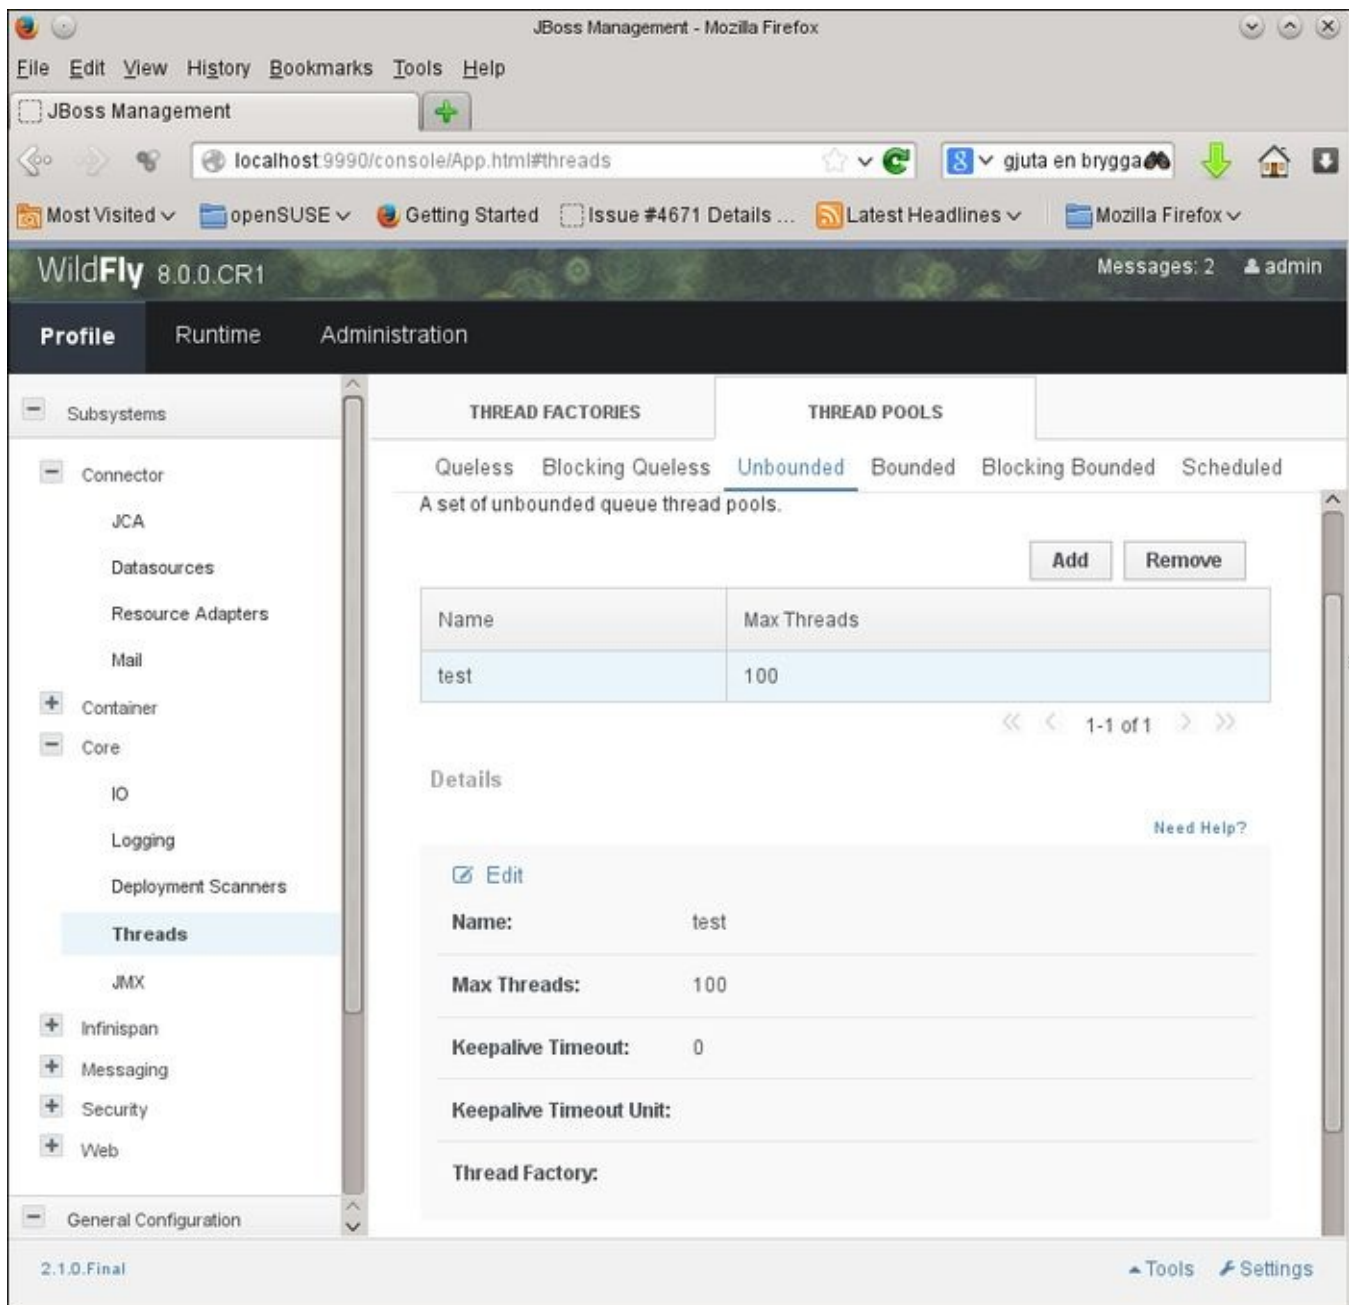 JBoss Management - Mozilla Firefox
File Edit View History Bookmarks Tools Help
JBoss Management
localhost:9990/console/App.html#threads
8 gjuta en brygga
Most Visited openSUSE Getting Started Issue #4671 Details ... Latest Headlines Mozilla Firefox
WildFly 8.0.0.CR1 Messages: 2 admin
Profile Runtime Administration
Subsystems
Connector
JCA
Datasources
Resource Adapters
Mail
Container
Core
IO
Logging
Deployment Scanners
Threads
JMX
Infinispan
Messaging
Security
Web
General Configuration
THREAD FACTORIES THREAD POOLS
Queless Blocking Queless Unbounded Bounded Blocking Bounded Scheduled
A set of unbounded queue thread pools.
Add Remove
Name Max Threads
test 100
« < 1-1 of 1 > »
Details
Need Help?
Edit
Name: test
Max Threads: 100
Keepalive Timeout: 0
Keepalive Timeout Unit:
Thread Factory:
2.1.0.Final Tools Settings